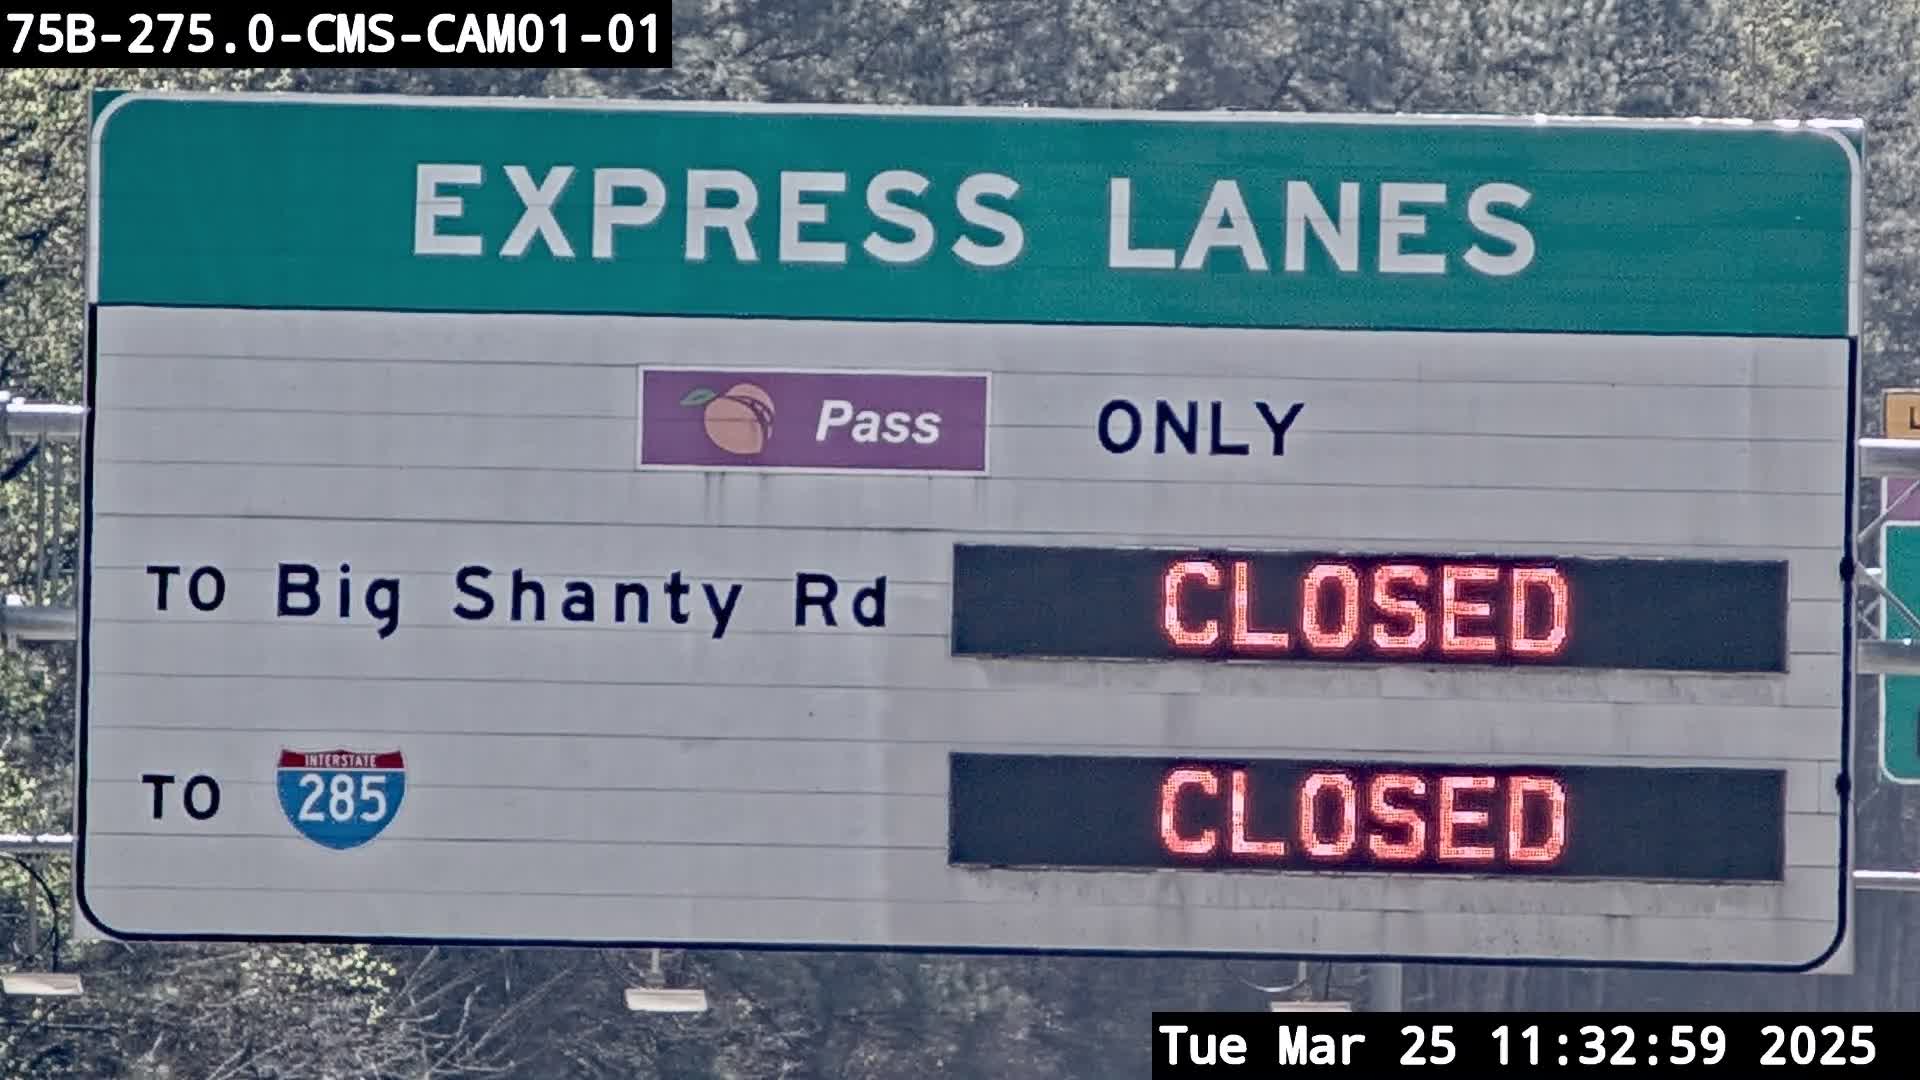 75B-275.0-CMS-CAM01-01
EXPRESS LANES
Pass ONLY
TO Big Shanty Rd CLOSED
TO INTERSTATE 285 CLOSED
Tue Mar 25 11:32:59 2025